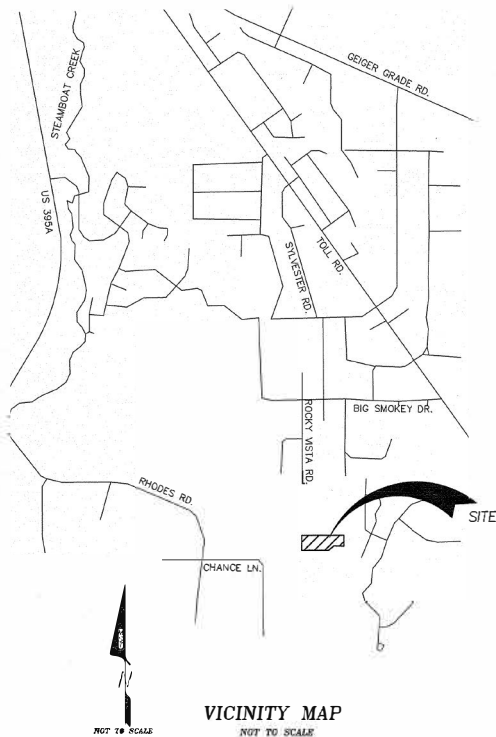 GEIGER GRADE RD.
STEAMBOAT CREEK
US 395A
TOLL RD.
SYLVESTER RD.
BIG SMOKEY DR.
ROCKY VISTA RD.
RHODES RD.
SITE
CHANCE LN.
VICINITY MAP
NOT TO SCALE
NOT TO SCALE